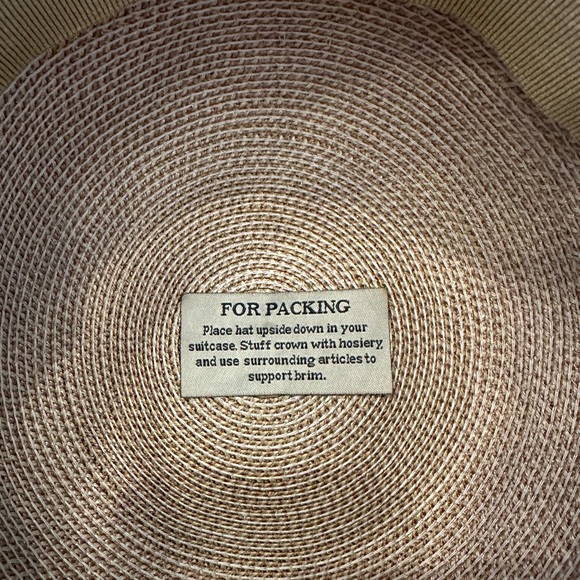 FOR PACKING
Place hat upside down in your
suitcase. Stuff crown with hosiery,
and use surrounding articles to
support brim.